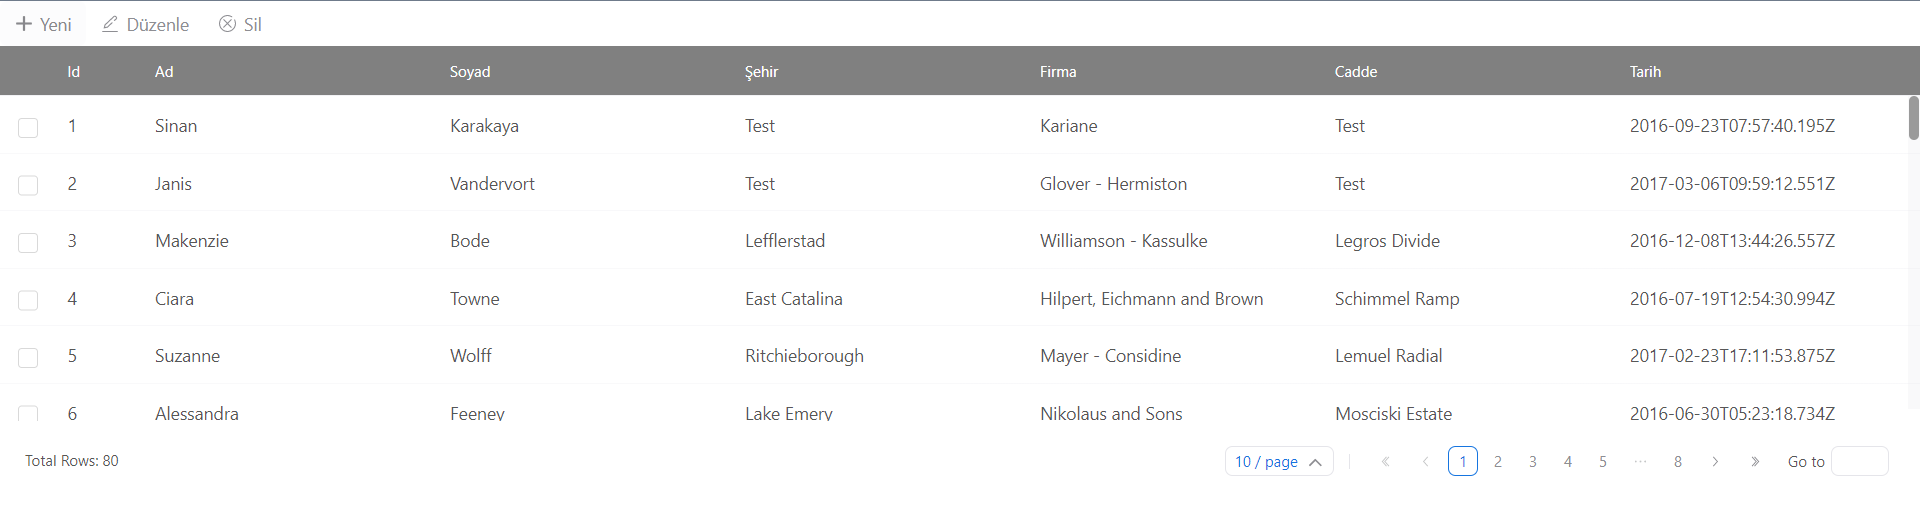 Yeni Düzenle Sil
Id Ad Soyad Şehir Firma Cadde Tarih
1 Sinan Karakaya Test Kariane Test 2016-09-23T07:57:40.195Z
2 Janis Vandervort Test Glover - Hermiston Test 2017-03-06T09:59:12.551Z
3 Makenzie Bode Lefflerstad Williamson - Kassulke Legros Divide 2016-12-08T13:44:26.557Z
4 Ciara Towne East Catalina Hilpert, Eichmann and Brown Schimmel Ramp 2016-07-19T12:54:30.994Z
5 Suzanne Wolff Ritchieborough Mayer - Considine Lemuel Radial 2017-02-23T17:11:53.875Z
6 Alessandra Feeney Lake Emery Nikolaus and Sons Mosciski Estate 2016-06-30T05:23:18.734Z
Total Rows: 80 10 / page 1 2 3 4 5 ··· 8 Go to